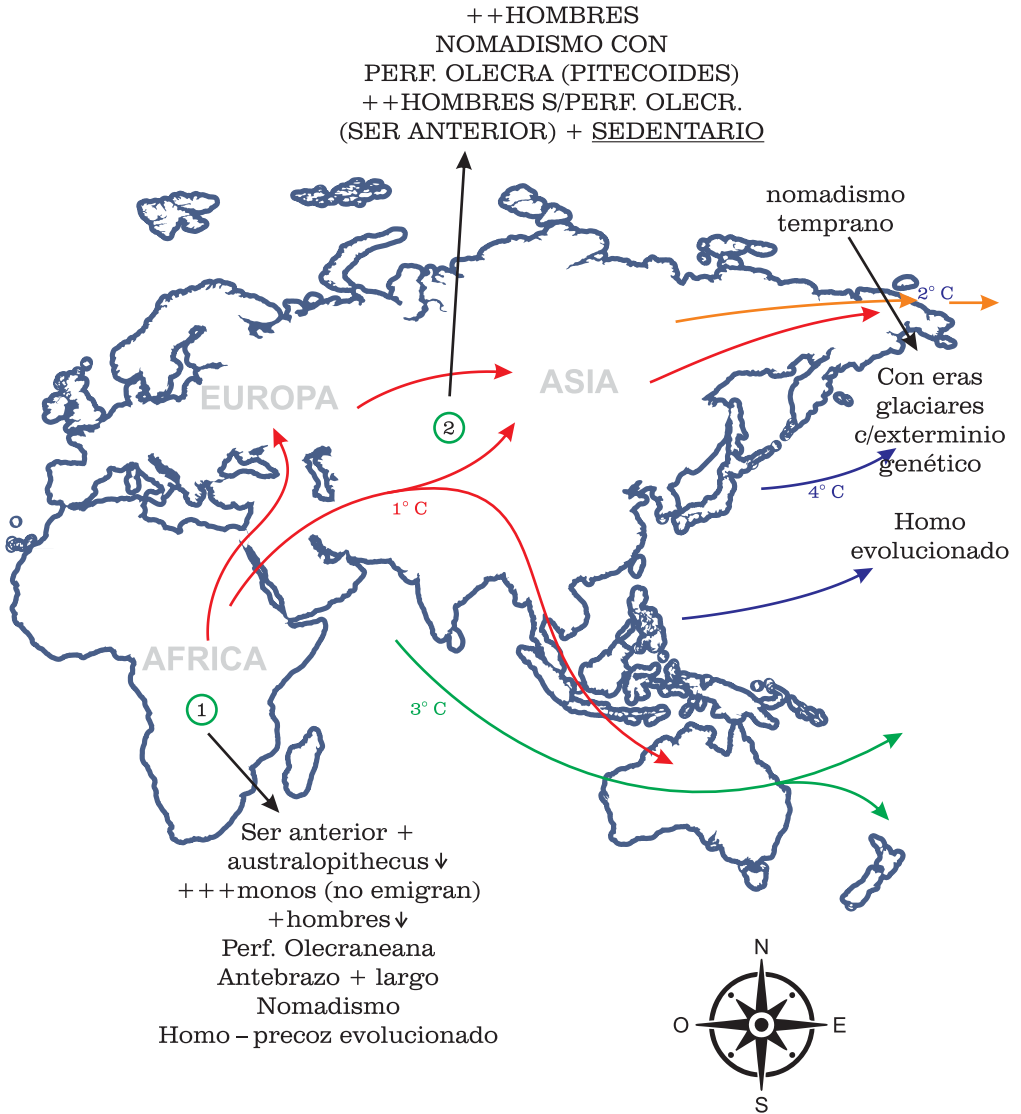 ++HOMBRES
NOMADISMO CON
PERF. OLECRA (PITECOIDES)
++HOMBRES S/PERF. OLECR.
(SER ANTERIOR) + SEDENTARIO
nomadismo
temprano
2° C
EUROPA
ASIA
Con eras
glaciares
c/exterminio
genético
2
4° C
1° C
Homo
evolucionado
AFRICA
1
3° C
Ser anterior +
australopithecus↓
+++monos (no emigran)
+hombres↓
Perf. Olecraneana
Antebrazo + largo
Nomadismo
Homo – precoz evolucionado
N
O
E
S